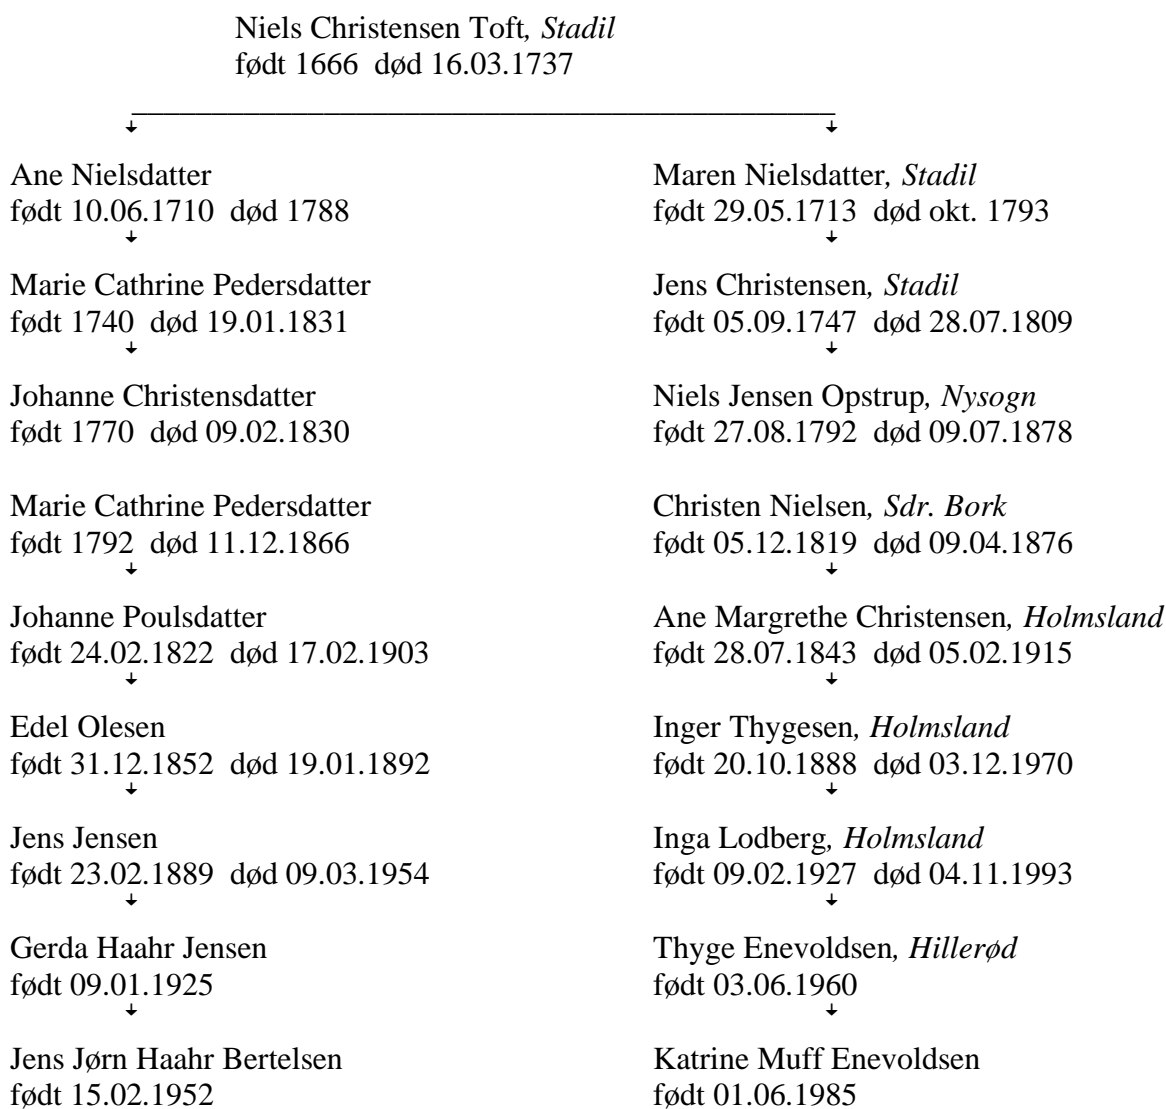 Niels Christensen Toft, Stadil
født 1666 død 16.03.1737
Ane Nielsdatter
født 10.06.1710 død 1788
Maren Nielsdatter, Stadil
født 29.05.1713 død okt. 1793
Marie Cathrine Pedersdatter
født 1740 død 19.01.1831
Jens Christensen, Stadil
født 05.09.1747 død 28.07.1809
Johanne Christensdatter
født 1770 død 09.02.1830
Niels Jensen Opstrup, Nysogn
født 27.08.1792 død 09.07.1878
Marie Cathrine Pedersdatter
født 1792 død 11.12.1866
Christen Nielsen, Sdr. Bork
født 05.12.1819 død 09.04.1876
Johanne Poulsdatter
født 24.02.1822 død 17.02.1903
Ane Margrethe Christensen, Holmsland
født 28.07.1843 død 05.02.1915
Edel Olesen
født 31.12.1852 død 19.01.1892
Inger Thygesen, Holmsland
født 20.10.1888 død 03.12.1970
Jens Jensen
født 23.02.1889 død 09.03.1954
Inga Lodberg, Holmsland
født 09.02.1927 død 04.11.1993
Gerda Haahr Jensen
født 09.01.1925
Thyge Enevoldsen, Hillerød
født 03.06.1960
Jens Jørn Haahr Bertelsen
født 15.02.1952
Katrine Muff Enevoldsen
født 01.06.1985